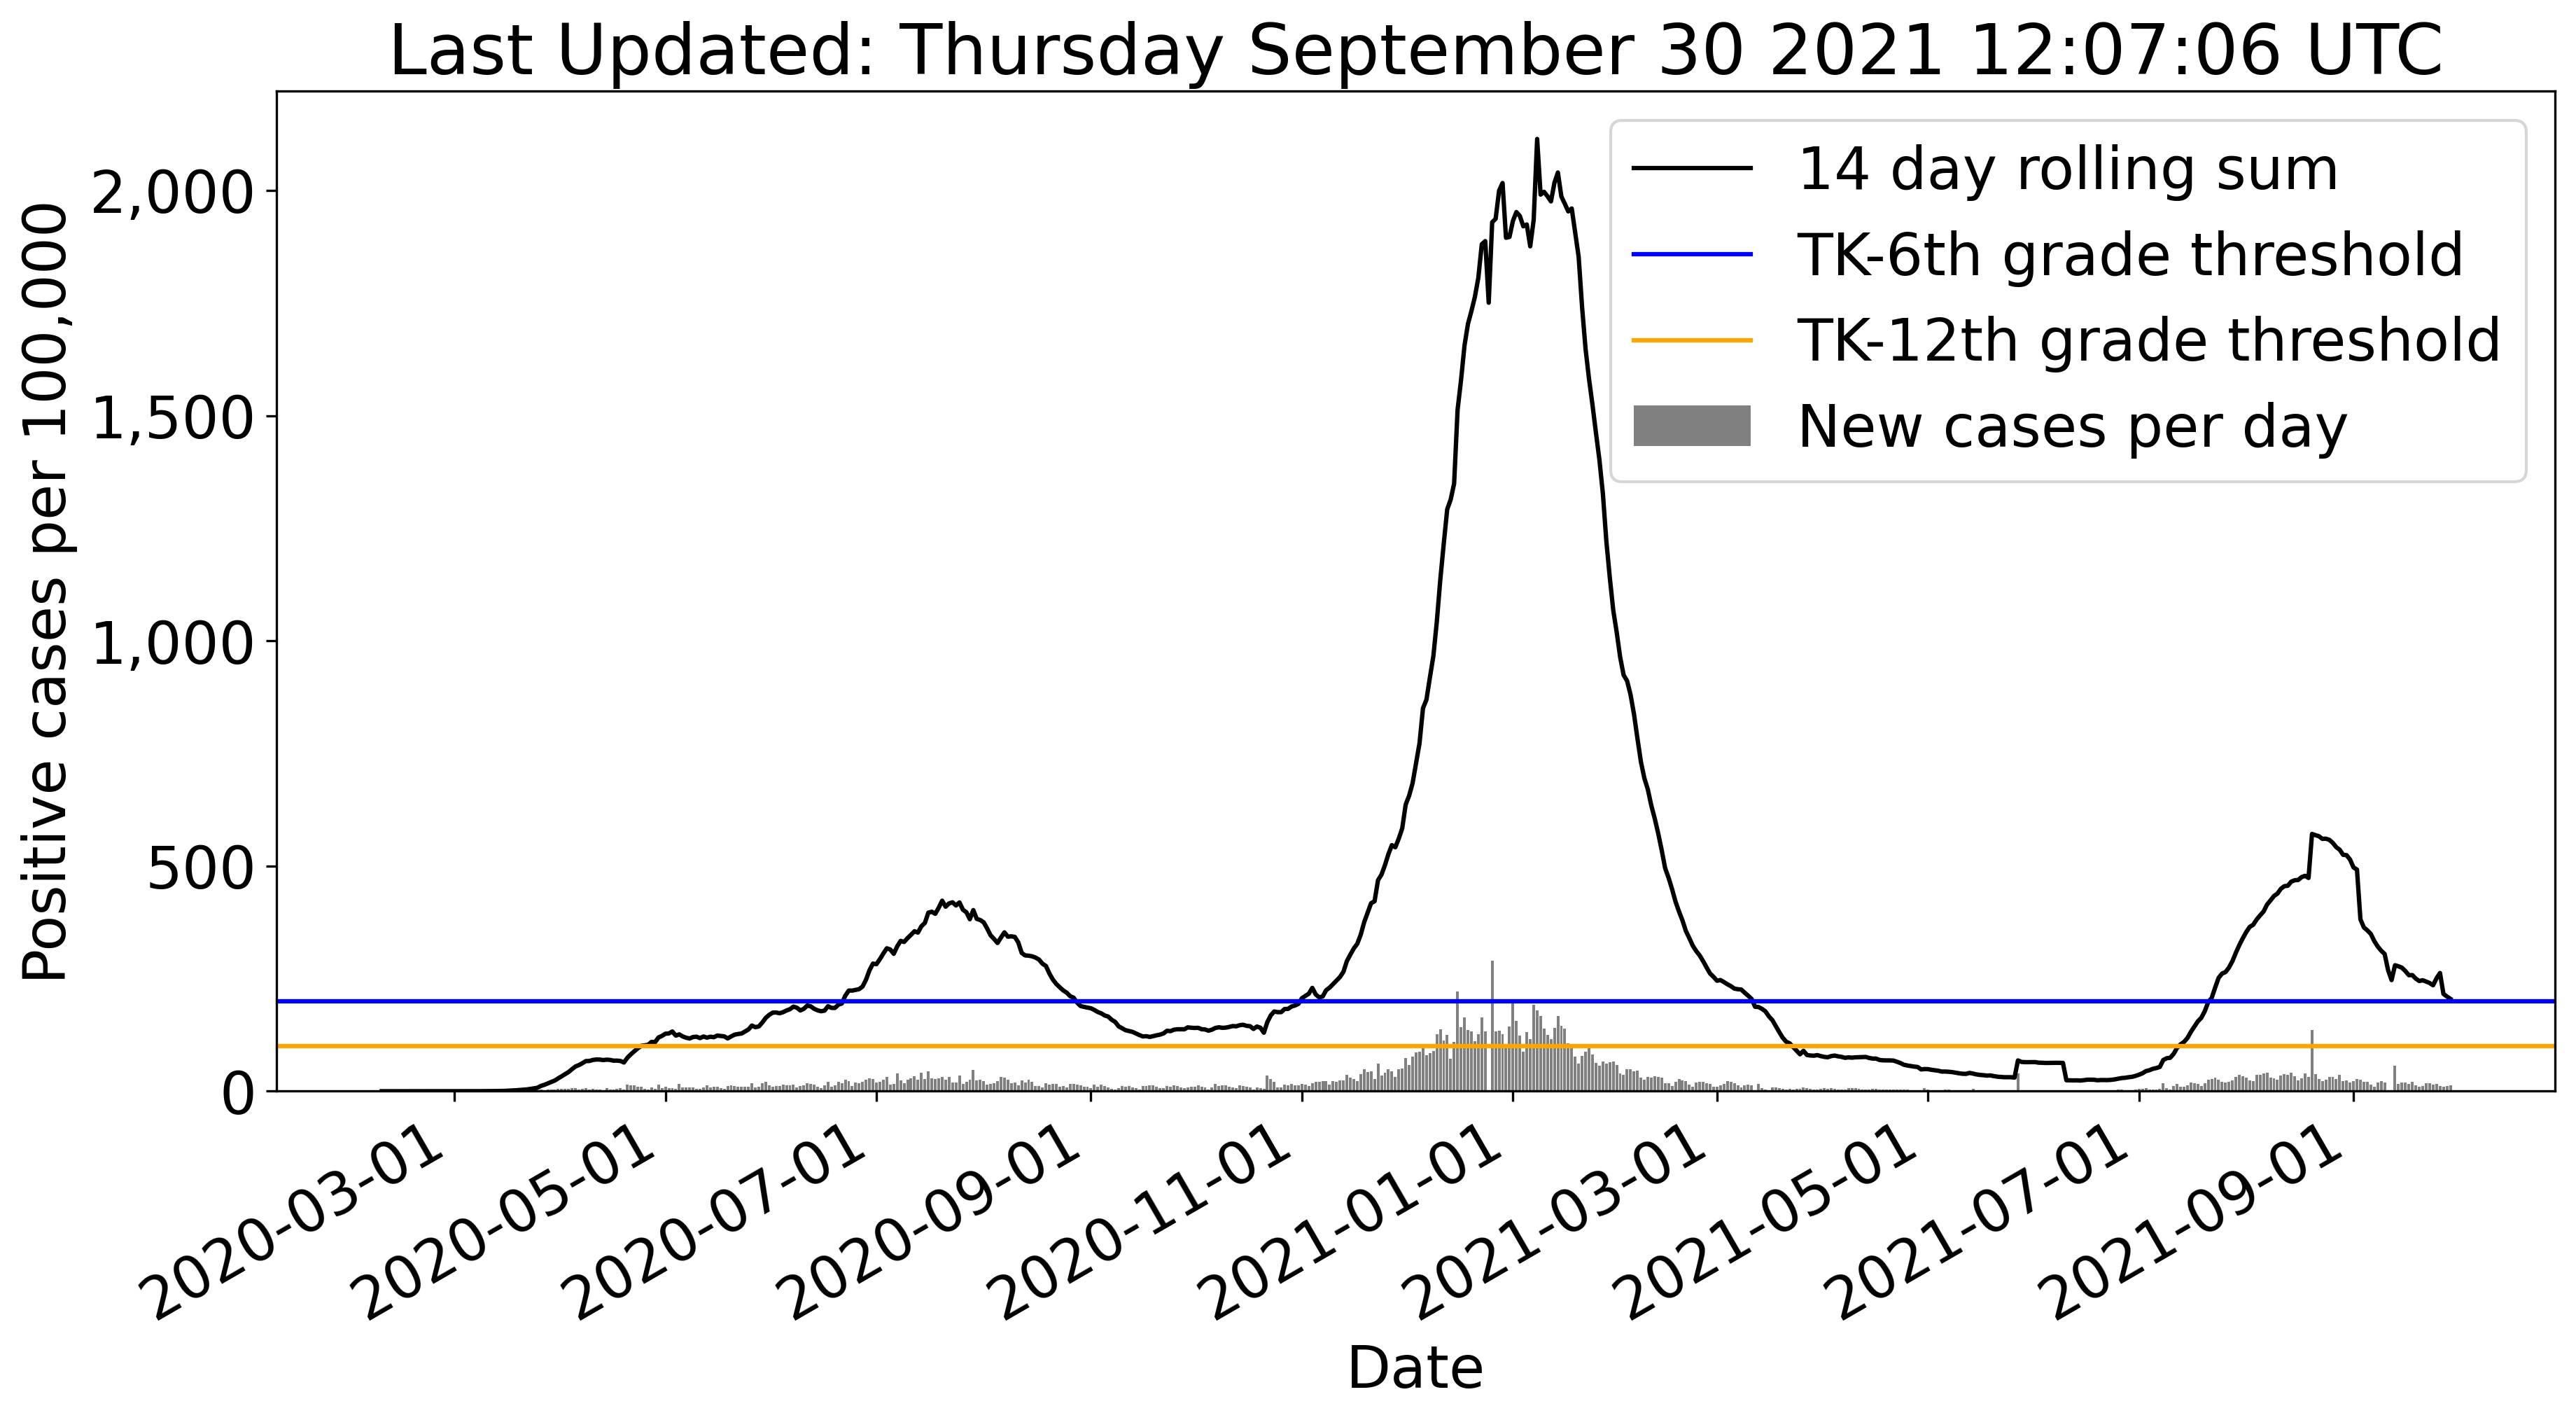 Last Updated: Thursday September 30 2021 12:07:06 UTC
Positive cases per 100,000
2,000
1,500
1,000
500
0
14 day rolling sum
TK-6th grade threshold
TK-12th grade threshold
New cases per day
2020-03-01
2020-05-01
2020-07-01
2020-09-01
2020-11-01
2021-01-01
2021-03-01
2021-05-01
2021-07-01
2021-09-01
Date